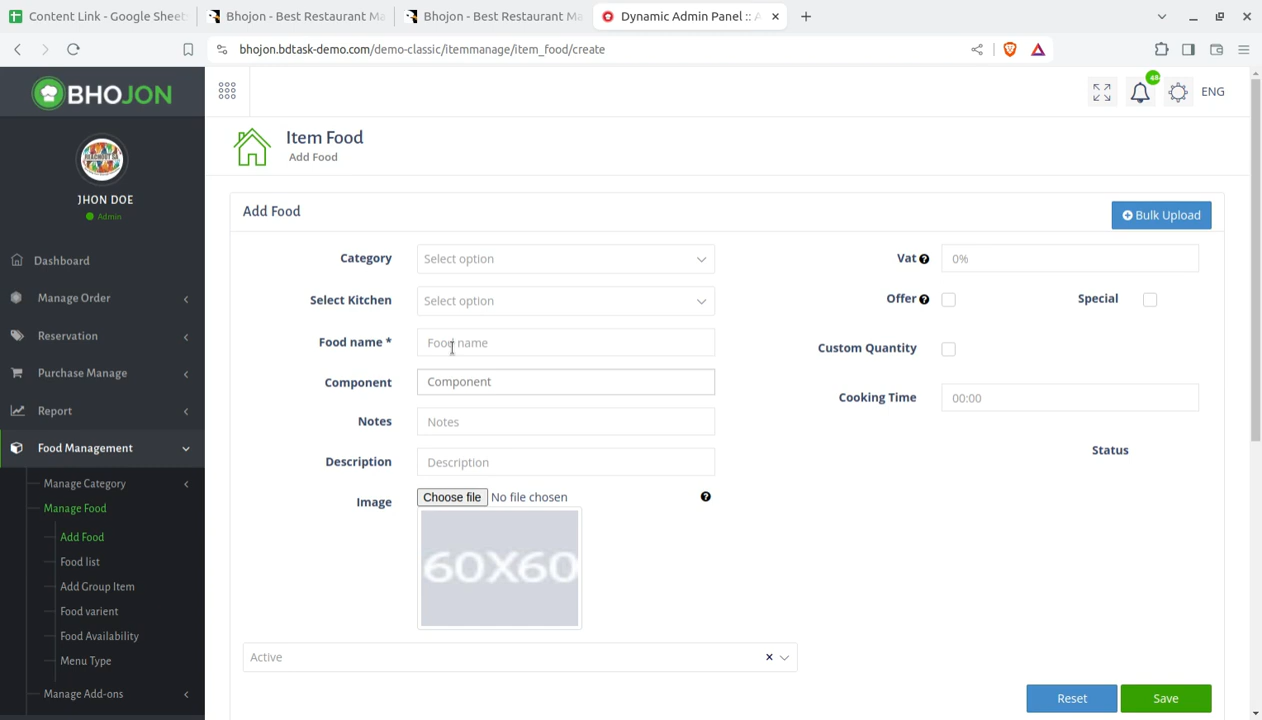 Content Link - Google Sheet
Bhojon - Best Restaurant Ma
Bhojon - Best Restaurant Ma
Dynamic Admin Panel :: A
bhojon.bdtask-demo.com/demo-classic/itemmanage/item_food/create
BHOJON
ENG
JHON DOE
Admin
Dashboard
Manage Order
Reservation
Purchase Manage
Report
Food Management
Manage Category
Manage Food
Add Food
Food list
Add Group Item
Food varient
Food Availability
Menu Type
Manage Add-ons
Item Food
Add Food
Add Food
Bulk Upload
Category Select option
Select Kitchen Select option
Food name * Food name
Component Component
Notes Notes
Description Description
Image Choose file No file chosen
60X60
Vat 0%
Offer Special
Custom Quantity
Cooking Time 00:00
Status
Active
Reset Save